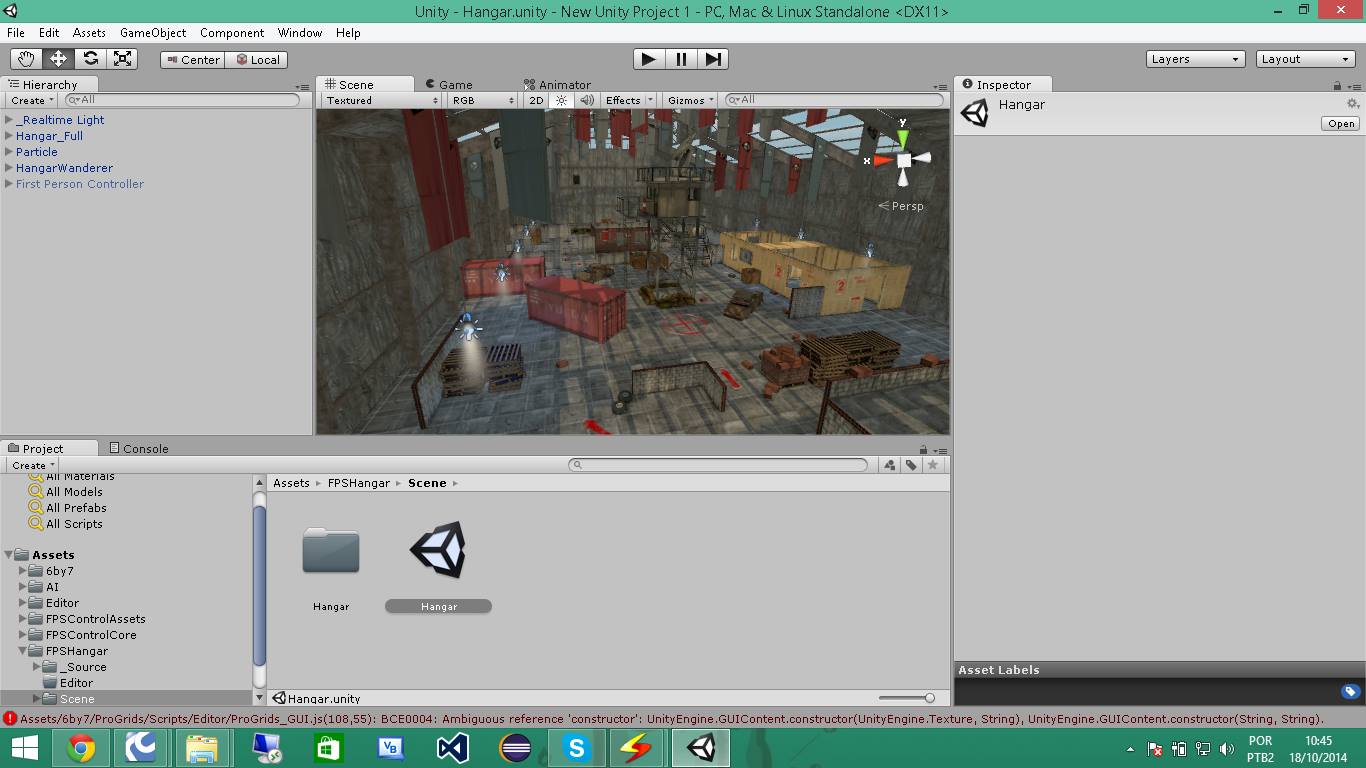 Unity - Hangar.unity - New Unity Project 1 - PC, Mac & Linux Standalone <DX11>
File Edit Assets GameObject Component Window Help
Center Local Layers Layout
Hierarchy
Create All
_Realtime Light
Hangar_Full
Particle
HangarWanderer
First Person Controller
Scene Game Animator
Textured RGB 2D Effects Gizmos All
y
x
Persp
2
2
Inspector
Hangar
Open
Asset Labels
Project Console
Create
All Materials
All Models
All Prefabs
All Scripts
Assets
6by7
AI
Editor
FPSControlAssets
FPSControlCore
FPSHangar
_Source
Editor
Scene
Assets FPSHangar Scene
Hangar
Hangar
Hangar.unity
Assets/6by7/ProGrids/Scripts/Editor/ProGrids_GUI.js(108,55): BCE0004: Ambiguous reference 'constructor': UnityEngine.GUIContent.constructor(UnityEngine.Texture, String), UnityEngine.GUIContent.constructor(String, String).
VB
POR
PTB2
10:45
18/10/2014